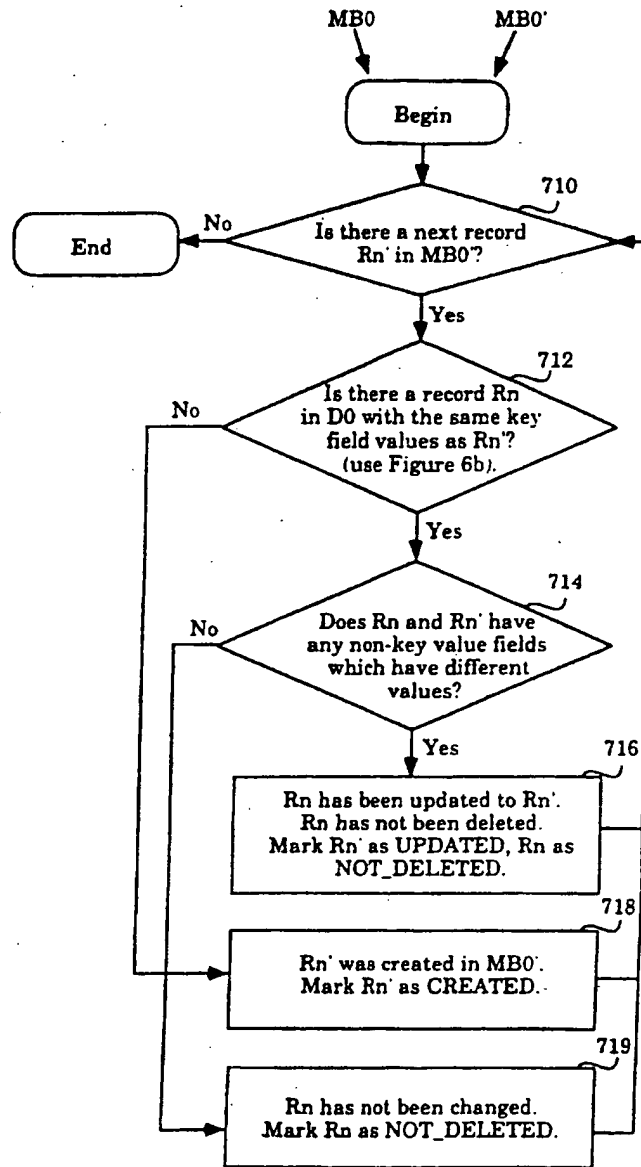 MB0 MB0'
Begin
710
No
End
Is there a next record
Rn' in MB0'?
Yes
712
No
Is there a record Rn
in D0 with the same key
field values as Rn'?
(use Figure 6b).
Yes
714
No
Does Rn and Rn' have
any non-key value fields
which have different
values?
Yes
716
Rn has been updated to Rn'.
Rn has not been deleted.
Mark Rn' as UPDATED, Rn as
NOT_DELETED.
718
Rn' was created in MB0'.
Mark Rn' as CREATED.
719
Rn has not been changed.
Mark Rn as NOT_DELETED.